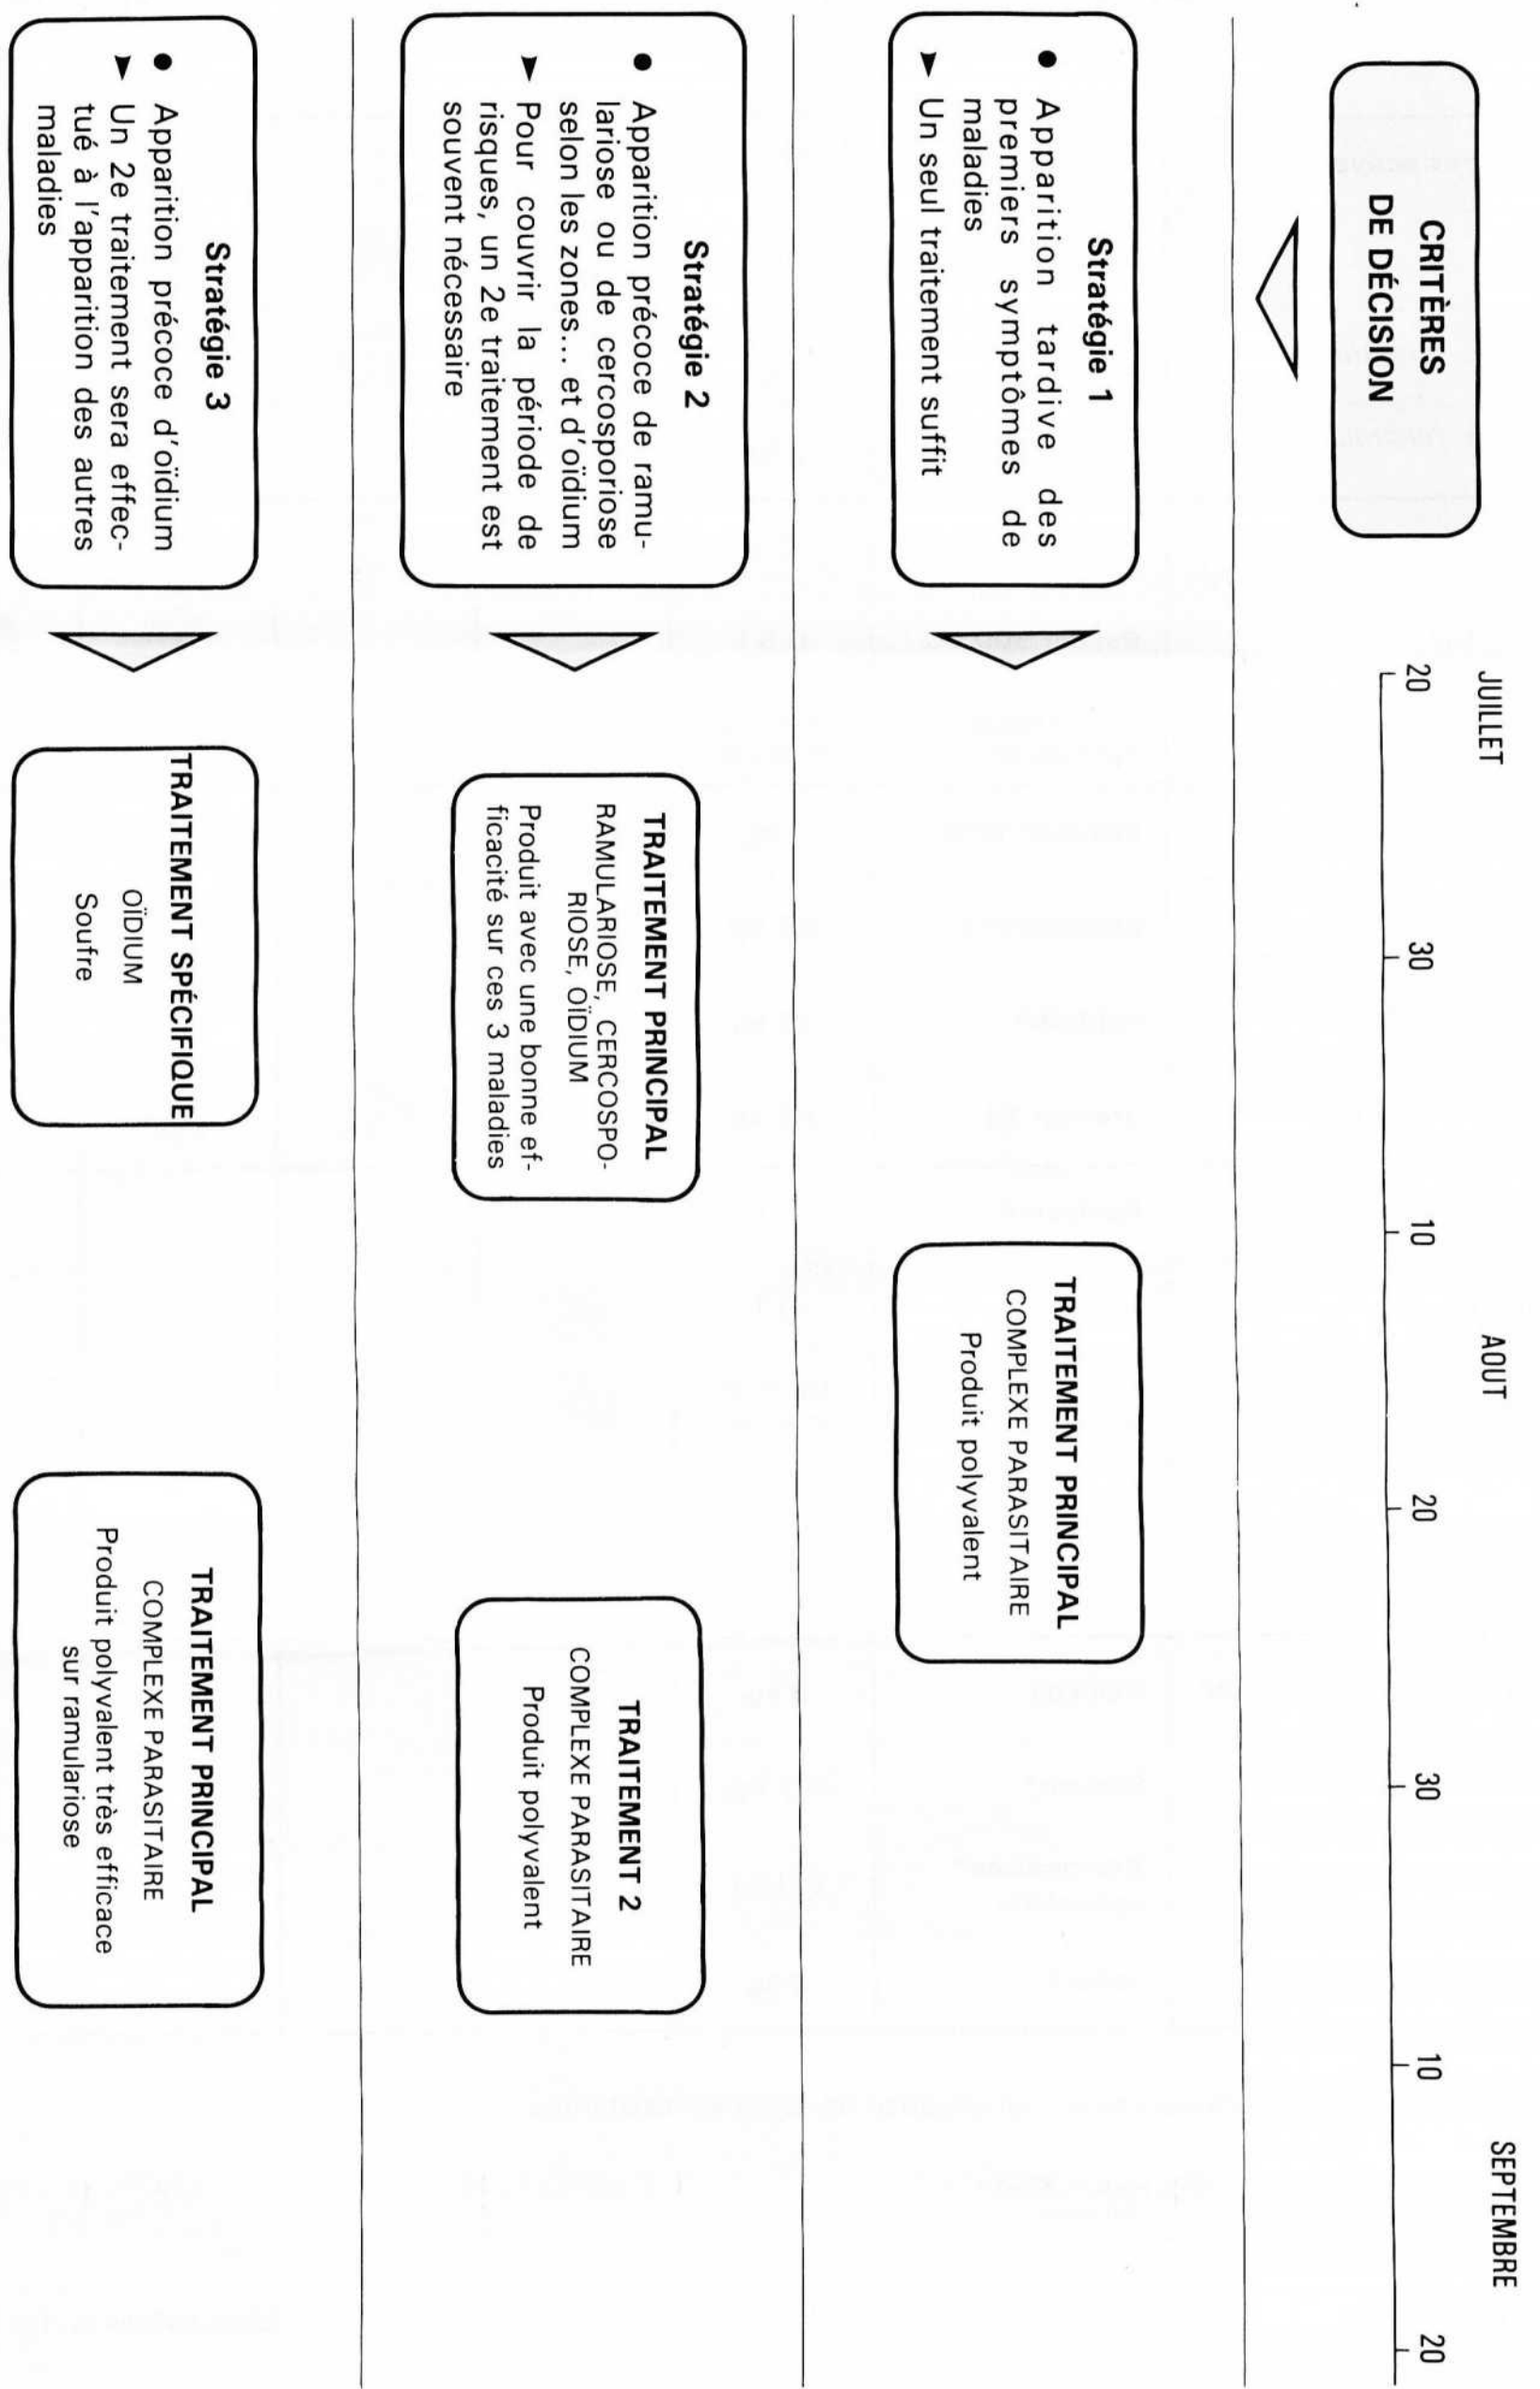 CRITÈRES
DE DÉCISION
JUILLET
AOUT
SEPTEMBRE
20
30
10
20
30
10
20
Stratégie 1
● Apparition tardive des
premiers symptômes de
maladies
➤ Un seul traitement suffit
TRAITEMENT PRINCIPAL
COMPLEXE PARASITAIRE
Produit polyvalent
Stratégie 2
● Apparition précoce de ramu-
lariose ou de cercosporiose
selon les zones... et d'oïdium
➤ Pour couvrir la période de
risques, un 2e traitement est
souvent nécessaire
TRAITEMENT PRINCIPAL
RAMULARIOSE, CERCOSPO-
RIOSE, OÏDIUM
Produit avec une bonne ef-
ficacité sur ces 3 maladies
TRAITEMENT 2
COMPLEXE PARASITAIRE
Produit polyvalent
Stratégie 3
● Apparition précoce d'oïdium
➤ Un 2e traitement sera effec-
tué à l'apparition des autres
maladies
TRAITEMENT SPÉCIFIQUE
OÏDIUM
Soufre
TRAITEMENT PRINCIPAL
COMPLEXE PARASITAIRE
Produit polyvalent très efficace
sur ramulariose